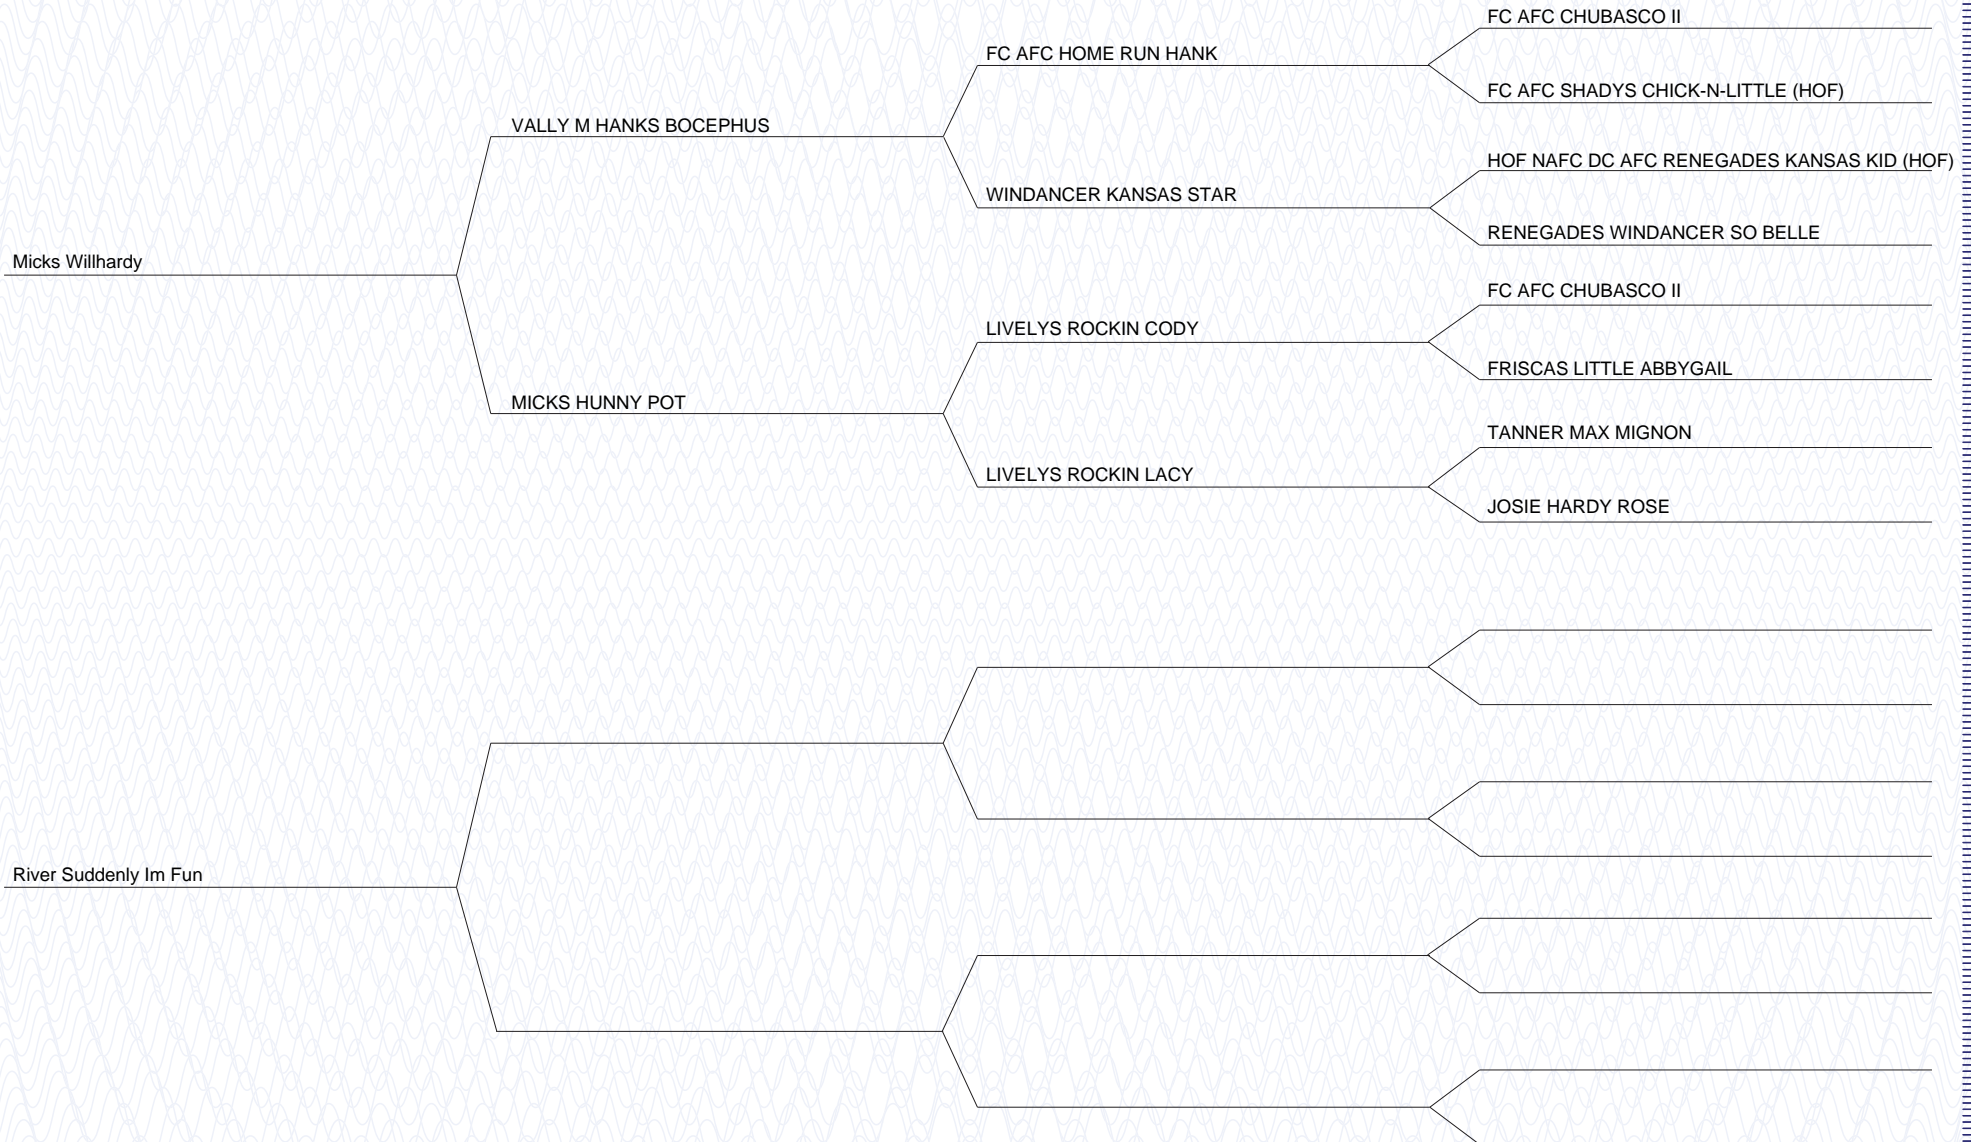 FC AFC CHUBASCO II
FC AFC HOME RUN HANK
FC AFC SHADYS CHICK-N-LITTLE (HOF)
VALLY M HANKS BOCEPHUS
HOF NAFC DC AFC RENEGADES KANSAS KID (HOF)
WINDANCER KANSAS STAR
RENEGADES WINDANCER SO BELLE
Micks Willhardy
FC AFC CHUBASCO II
LIVELYS ROCKIN CODY
FRISCAS LITTLE ABBYGAIL
MICKS HUNNY POT
TANNER MAX MIGNON
LIVELYS ROCKIN LACY
JOSIE HARDY ROSE
River Suddenly Im Fun